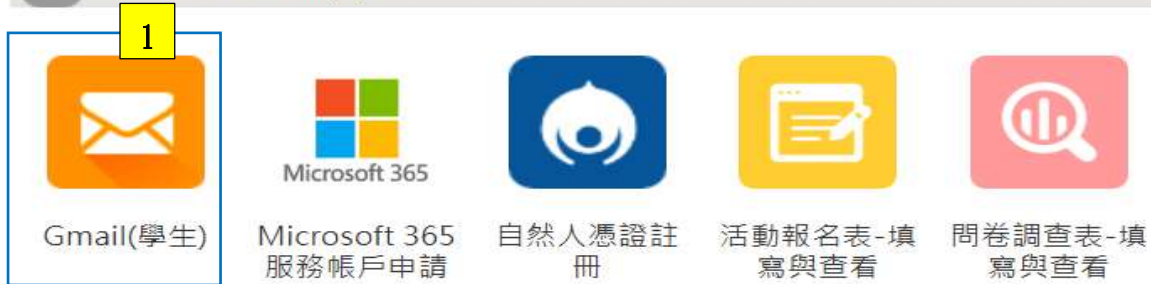 1
Microsoft 365
Gmail(學生)
Microsoft 365
服務帳戶申請
自然人憑證註
冊
活動報名表-填
寫與查看
問卷調查表-填
寫與查看